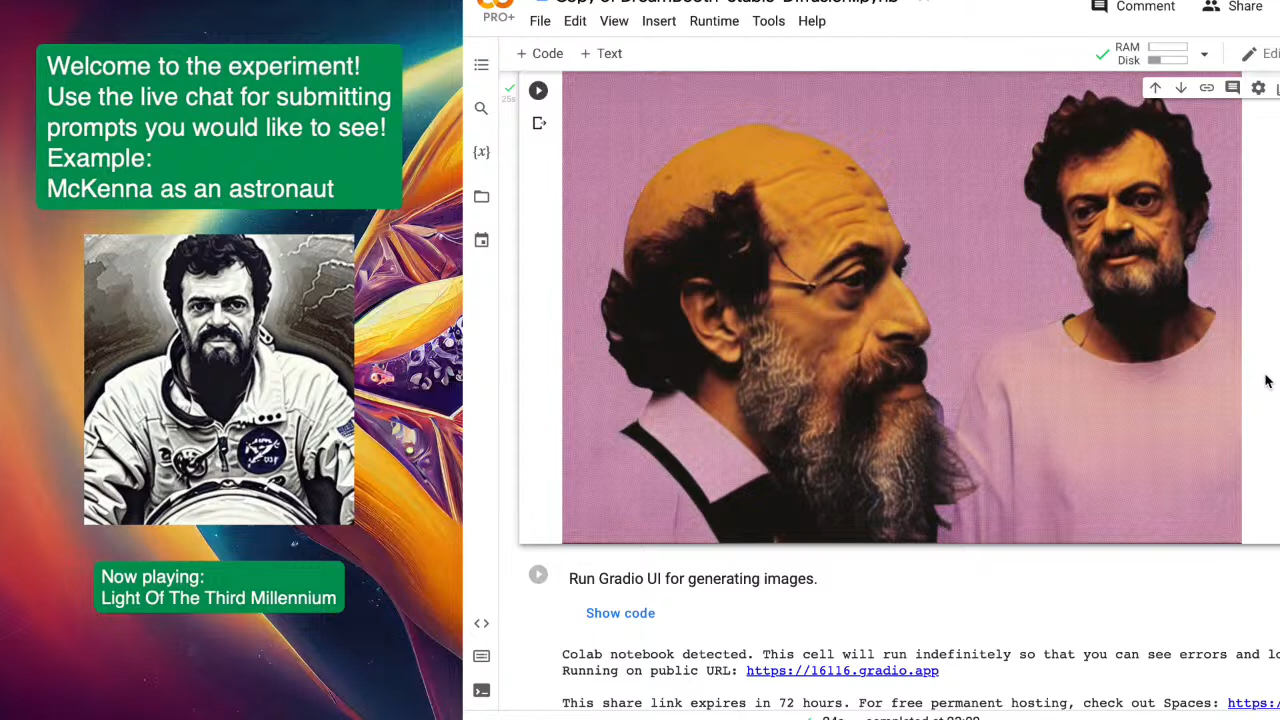 Welcome to the experiment!
Use the live chat for submitting
prompts you would like to see!
Example:
McKenna as an astronaut
Now playing:
Light Of The Third Millennium
PRO+
File Edit View Insert Runtime Tools Help
Comment Share
+ Code + Text
RAM
Disk
25s
{x}
Run Gradio UI for generating images.
Show code
Colab notebook detected. This cell will run indefinitely so that you can see errors and
Running on public URL: https://16116.gradio.app
This share link expires in 72 hours. For free permanent hosting, check out Spaces: https:/